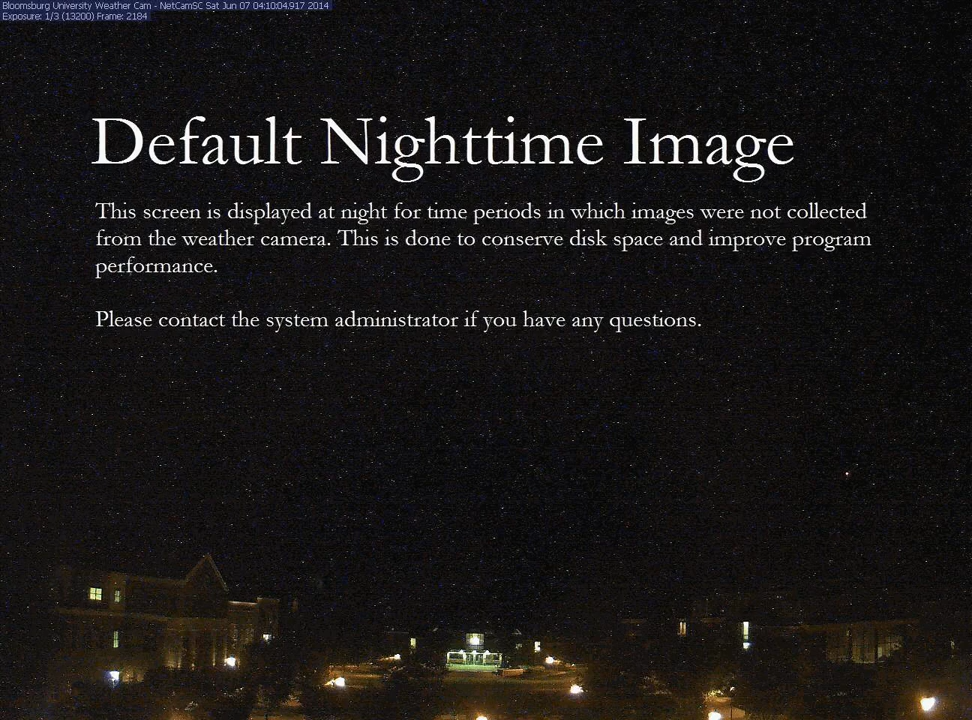 Bloomsburg University Weather Cam - NetCamSC Sat Jun 07 04:10:04.917 2014
Exposure: 1/3 (13200) Frame: 2184
Default Nighttime Image
This screen is displayed at night for time periods in which images were not collected
from the weather camera. This is done to conserve disk space and improve program
performance.
Please contact the system administrator if you have any questions.